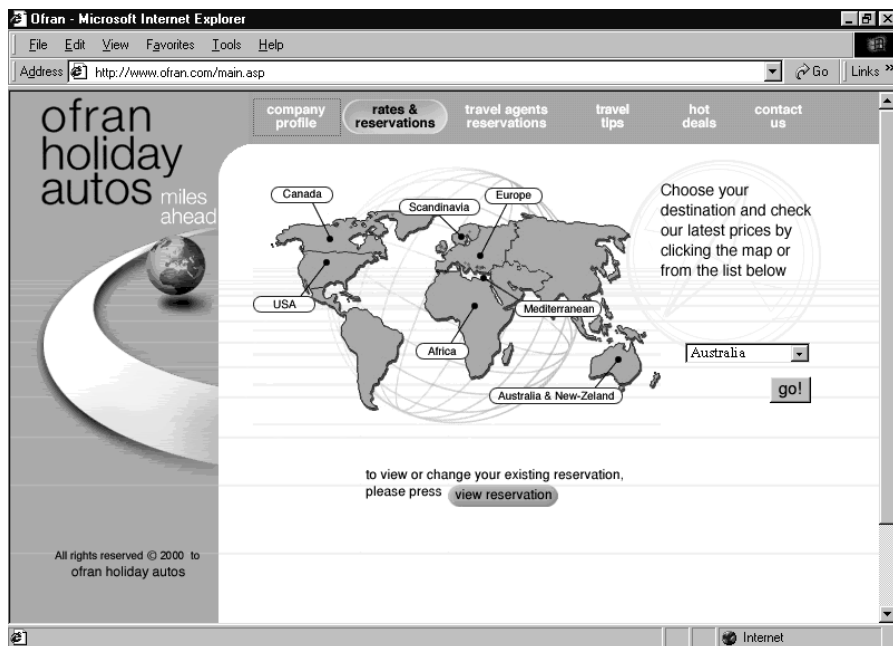 Ofran - Microsoft Internet Explorer
File Edit View Favorites Tools Help
Address http://www.ofran.com/main.asp Go Links »
ofran
holiday
autos
miles
ahead
company
profile
rates &
reservations
travel agents
reservations
travel
tips
hot
deals
contact
us
Canada
Scandinavia
Europe
USA
Mediterranean
Africa
Australia & New-Zeland
Choose your
destination and check
our latest prices by
clicking the map or
from the list below
Australia
go!
to view or change your existing reservation,
please press view reservation
All rights reserved © 2000 to
ofran holiday autos
Internet